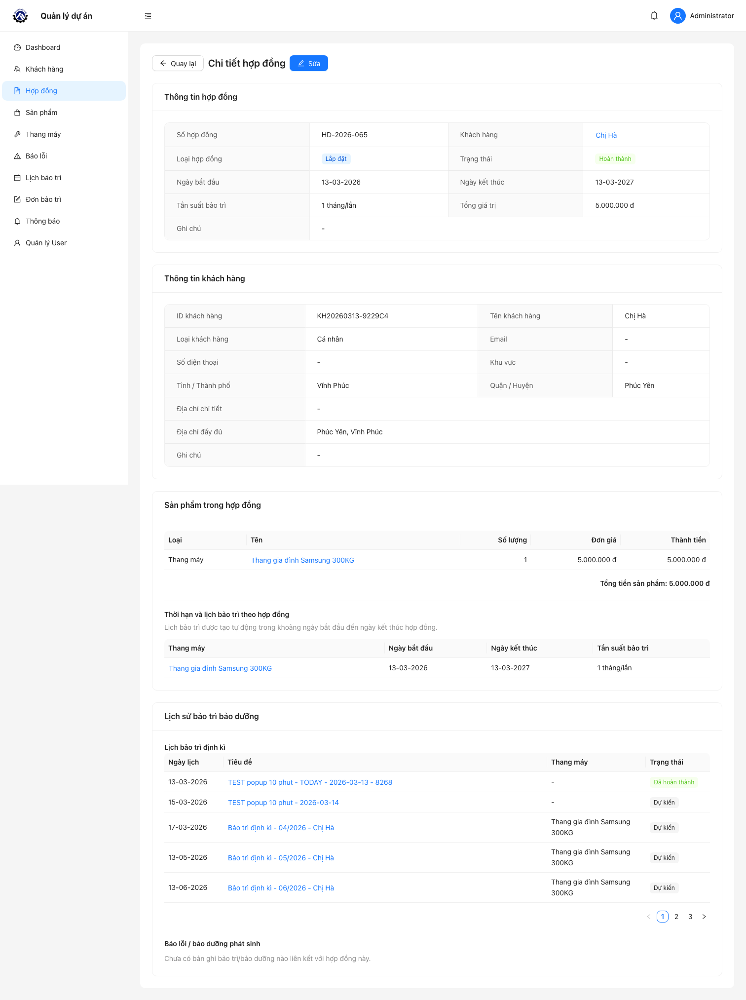 Quản lý dự án
Administrator
Dashboard
Khách hàng
Hợp đồng
Sản phẩm
Thang máy
Báo lỗi
Lịch bảo trì
Đơn bảo trì
Thông báo
Quản lý User
Quay lại
Chi tiết hợp đồng
Sửa
Thông tin hợp đồng
Số hợp đồng HD-2026-065 Khách hàng Chị Hà
Loại hợp đồng Lắp đặt Trạng thái Hoàn thành
Ngày bắt đầu 13-03-2026 Ngày kết thúc 13-03-2027
Tần suất bảo trì 1 tháng/lần Tổng giá trị 5.000.000 đ
Ghi chú -
Thông tin khách hàng
ID khách hàng KH20260313-9229C4 Tên khách hàng Chị Hà
Loại khách hàng Cá nhân Email -
Số điện thoại - Khu vực -
Tỉnh / Thành phố Vĩnh Phúc Quận / Huyện Phúc Yên
Địa chỉ chi tiết -
Địa chỉ đầy đủ Phúc Yên, Vĩnh Phúc
Ghi chú -
Sản phẩm trong hợp đồng
Loại Tên Số lượng Đơn giá Thành tiền
Thang máy Thang gia đình Samsung 300KG 1 5.000.000 đ 5.000.000 đ
Tổng tiền sản phẩm: 5.000.000 đ
Thời hạn và lịch bảo trì theo hợp đồng
Lịch bảo trì được tạo tự động trong khoảng ngày bắt đầu đến ngày kết thúc hợp đồng.
Thang máy Ngày bắt đầu Ngày kết thúc Tần suất bảo trì
Thang gia đình Samsung 300KG 13-03-2026 13-03-2027 1 tháng/lần
Lịch sử bảo trì bảo dưỡng
Lịch bảo trì định kì
Ngày lịch Tiêu đề Thang máy Trạng thái
13-03-2026 TEST popup 10 phut - TODAY - 2026-03-13 - 8268 - Đã hoàn thành
15-03-2026 TEST popup 10 phut - 2026-03-14 - Dự kiến
17-03-2026 Bảo trì định kì - 04/2026 - Chị Hà Thang gia đình Samsung 300KG Dự kiến
13-05-2026 Bảo trì định kì - 05/2026 - Chị Hà Thang gia đình Samsung 300KG Dự kiến
13-06-2026 Bảo trì định kì - 06/2026 - Chị Hà Thang gia đình Samsung 300KG Dự kiến
1 2 3
Báo lỗi / bảo dưỡng phát sinh
Chưa có bản ghi bảo trì/bảo dưỡng nào liên kết với hợp đồng này.